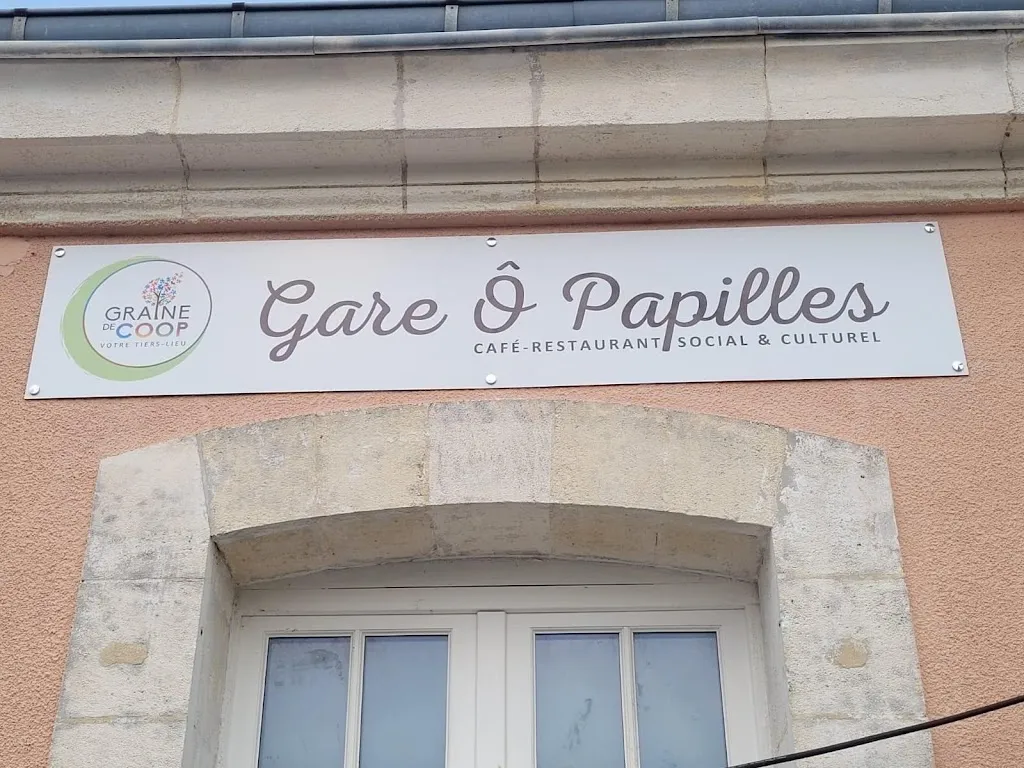 GRAINE
DE COOP
VOTRE TIERS-LIEU
Gare Ô Papilles
CAFÉ-RESTAURANT SOCIAL & CULTUREL